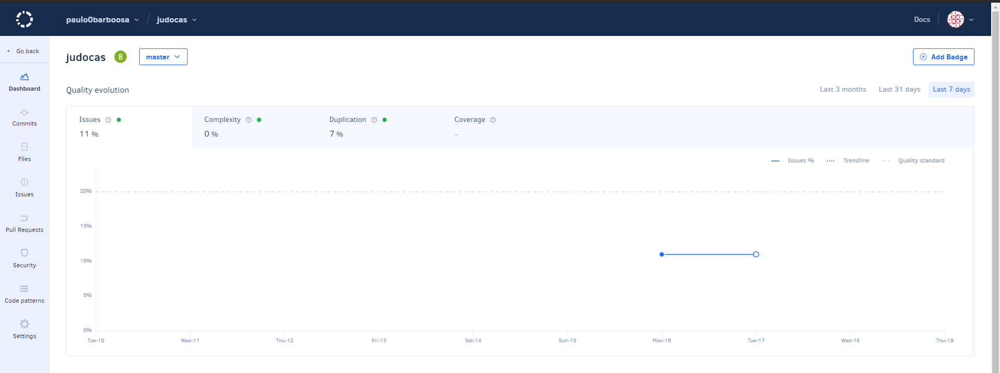 paulo0barboosa / judocas Docs
Go back
judocas B master Add Badge
Dashboard
Quality evolution Last 3 months Last 31 days Last 7 days
Commits
Files
Issues
Pull Requests
Security
Code patterns
Settings
Issues Complexity Duplication Coverage
11 % 0 % 7 % –
Issues % Trendline Quality standard
20%
15%
10%
5%
0%
Tue-10 Wed-11 Thu-12 Fri-13 Sat-14 Sun-15 Mon-16 Tue-17 Wed-18 Thu-19